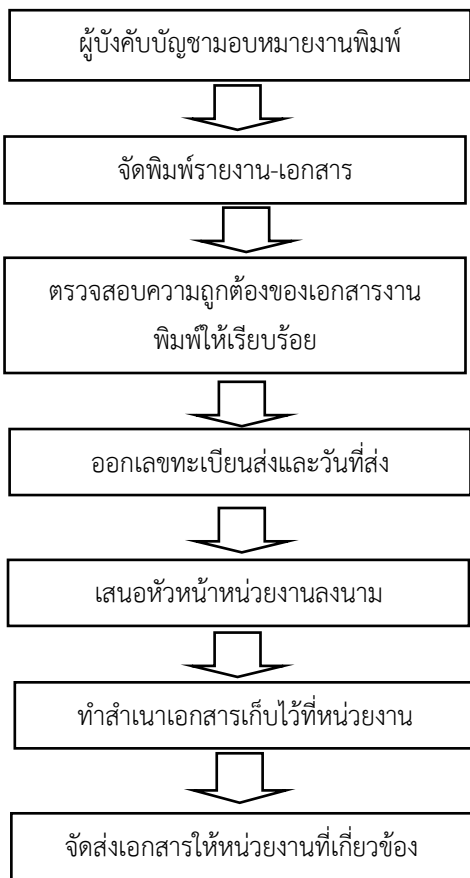 ผู้บังคับบัญชามอบหมายงานพิมพ์
จัดพิมพ์รายงาน-เอกสาร
ตรวจสอบความถูกต้องของเอกสารงาน
พิมพ์ให้เรียบร้อย
ออกเลขทะเบียนส่งและวันที่ส่ง
เสนอหัวหน้าหน่วยงานลงนาม
ทำสำเนาเอกสารเก็บไว้ที่หน่วยงาน
จัดส่งเอกสารให้หน่วยงานที่เกี่ยวข้อง